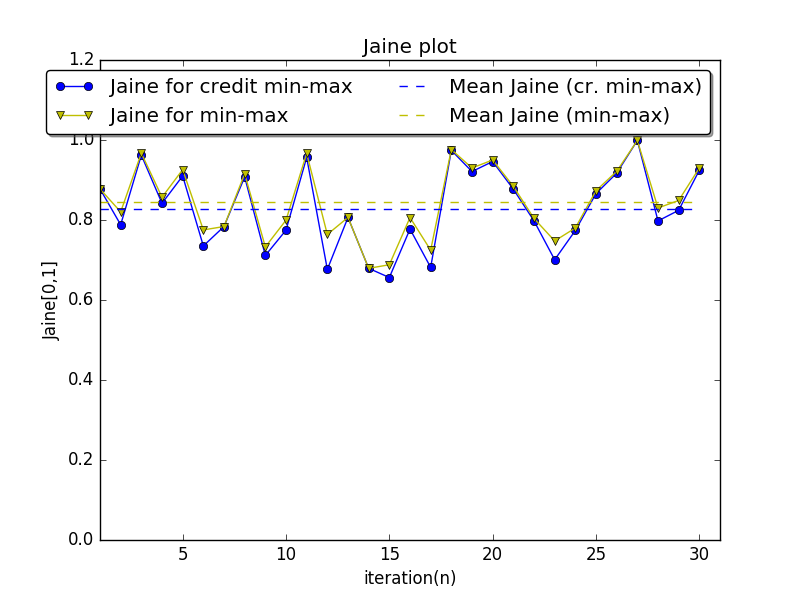 Jaine plot
1.2
Jaine for credit min-max
Mean Jaine (cr. min-max)
Jaine for min-max
Mean Jaine (min-max)
1.0
0.8
0.6
0.4
0.2
0.0
Jaine[0,1]
5
10
15
20
25
30
iteration(n)